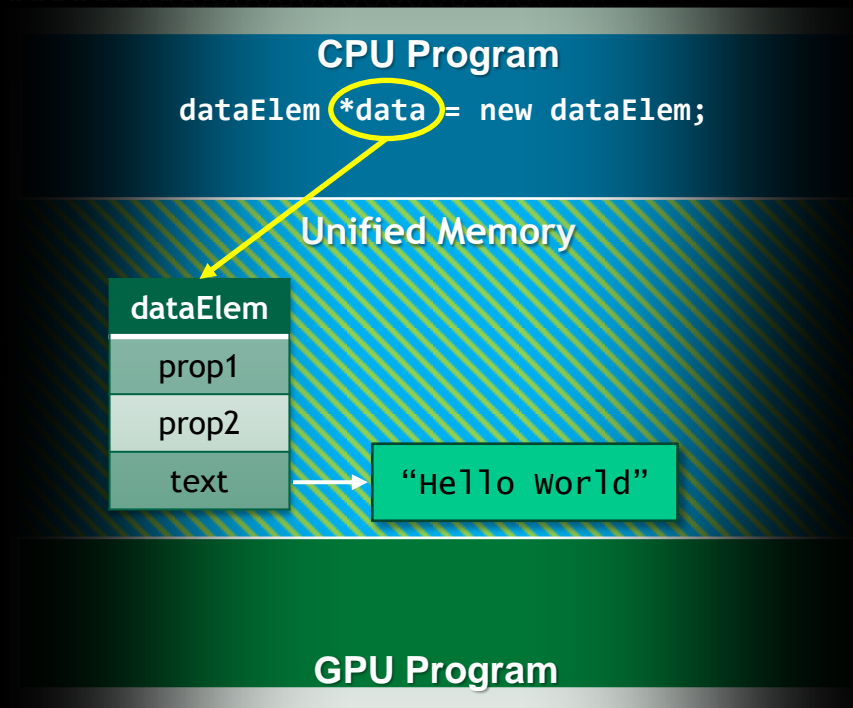 CPU Program
dataElem *data = new dataElem;
Unified Memory
dataElem
prop1
prop2
text
“Hello World”
GPU Program